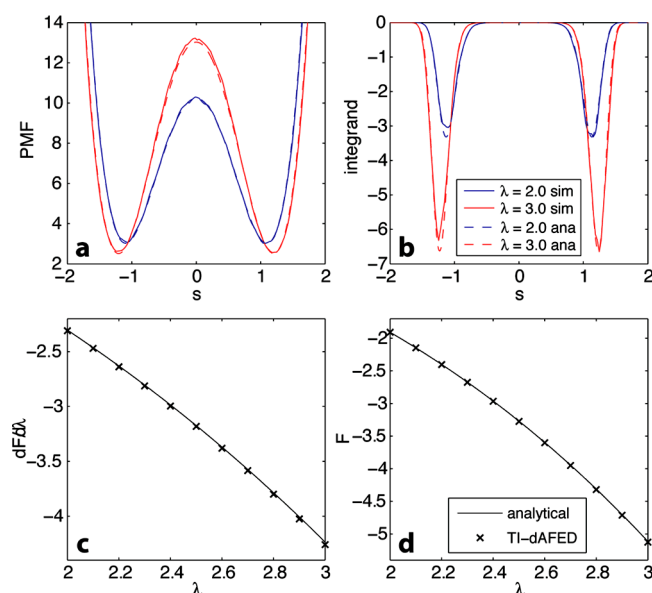 14
12
10
8
6
4
2
PMF
a
−2
−1
0
1
2
s
0
−1
−2
−3
−4
−5
−6
−7
integrand
b
λ = 2.0 sim
λ = 3.0 sim
λ = 2.0 ana
λ = 3.0 ana
−2
−1
0
1
2
s
−2.5
−3
−3.5
−4
dF/dλ
c
2
2.2
2.4
2.6
2.8
3
λ
−2
−2.5
−3
−3.5
−4
−4.5
−5
F
d
analytical
TI−dAFED
2
2.2
2.4
2.6
2.8
3
λ